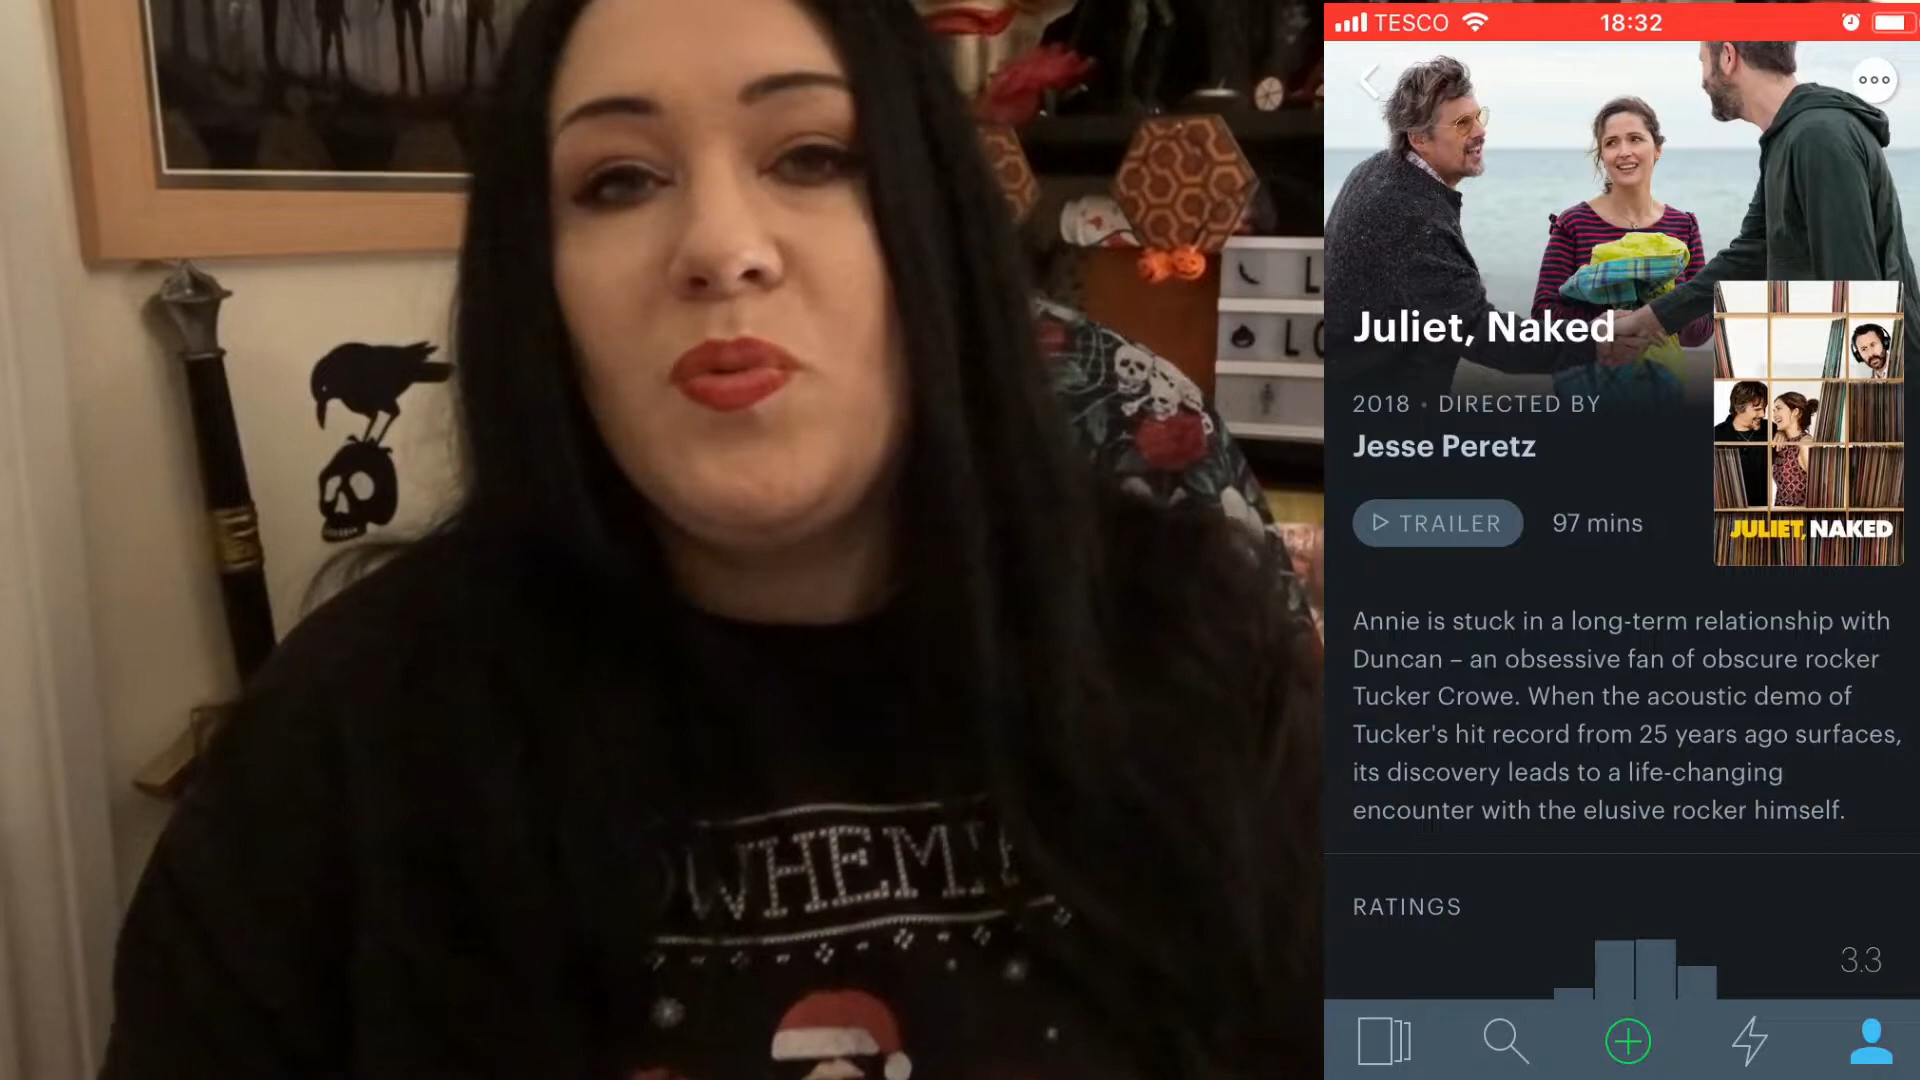 TESCO 18:32
Juliet, Naked
2018 • DIRECTED BY
Jesse Peretz
TRAILER 97 mins
JULIET, NAKED
Annie is stuck in a long-term relationship with
Duncan – an obsessive fan of obscure rocker
Tucker Crowe. When the acoustic demo of
Tucker's hit record from 25 years ago surfaces,
its discovery leads to a life-changing
encounter with the elusive rocker himself.
RATINGS
3.3